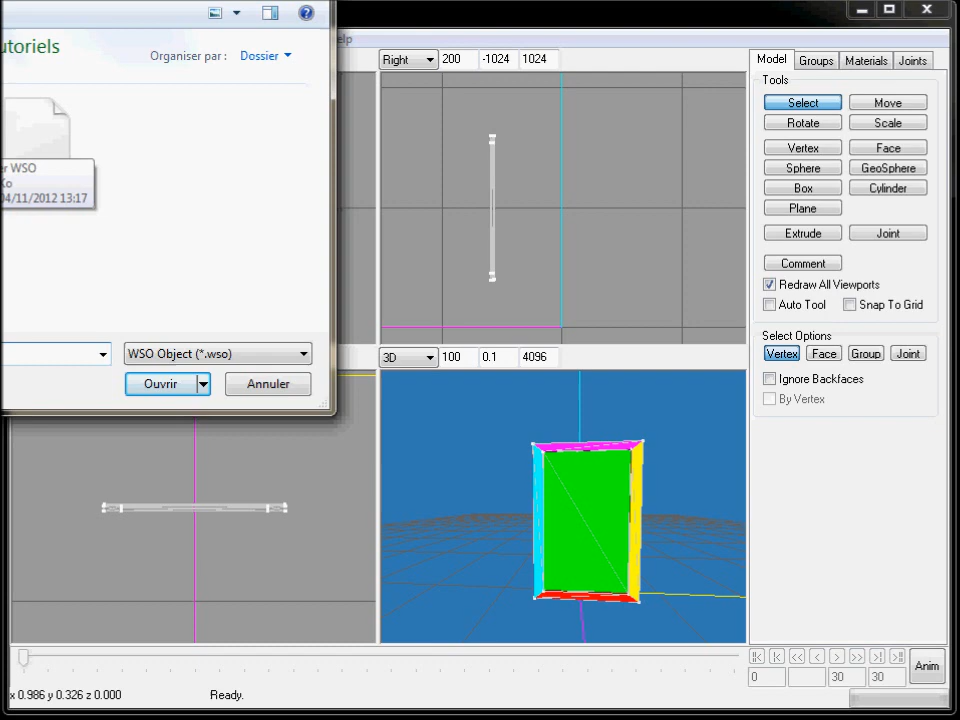 Organiser par : Dossier
WSO
04/11/2012 13:17
WSO Object (*.wso)
Ouvrir
Annuler
Right 200 -1024 1024
3D 100 0.1 4096
Model Groups Materials Joints
Tools
Select Move
Rotate Scale
Vertex Face
Sphere GeoSphere
Box Cylinder
Plane
Extrude Joint
Comment
Redraw All Viewports
Auto Tool Snap To Grid
Select Options
Vertex Face Group Joint
Ignore Backfaces
By Vertex
0 30 30
Anim
x 0.986 y 0.326 z 0.000 Ready.